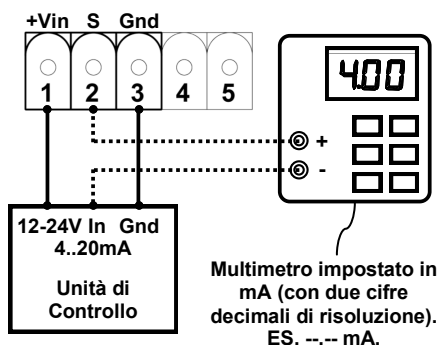 +Vin S Gnd
1 2 3 4 5
4.00
+
-
12-24V In Gnd
4..20mA
Unità di
Controllo
Multimetro impostato in
mA (con due cifre
decimali di risoluzione).
ES. --.-- mA.